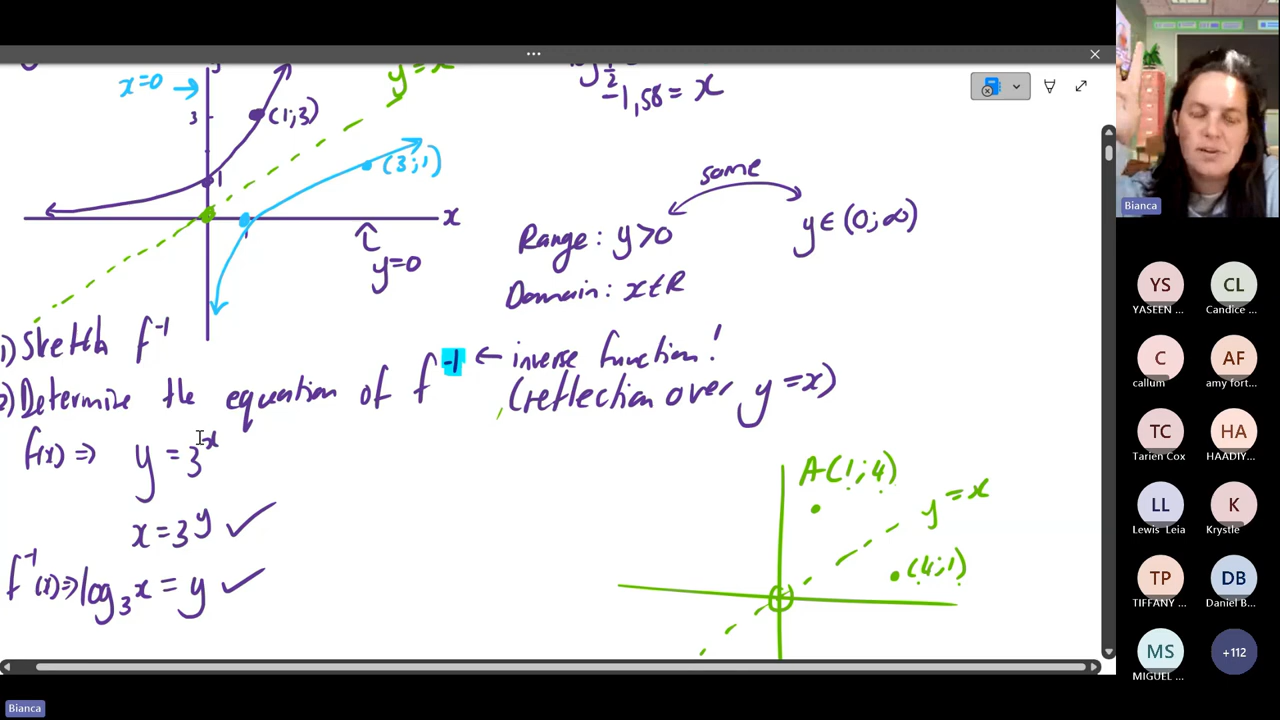 x=0
3
(1;3)
1
(3;1)
x
y=0
1
-1,58 = x
some
Range: y>0
y∈(0;∞)
Domain: x∈R
1) Sketch f⁻¹
2) Determine the equation of f⁻¹ ← inverse function!
(reflection over y=x)
f(x) ⇒ y = 3ˣ
x = 3ʸ ✓
f⁻¹(x) ⇒ log₃x = y ✓
A(1;4)
y=x
(4;1)
Bianca
YS
YASEEN ...
CL
Candice ...
C
callum
AF
amy fort...
TC
Tarien Cox
HA
HAADIY...
LL
Lewis Leia
K
Krystle
TP
TIFFANY ...
DB
Daniel B...
MS
MIGUEL ...
+112
Bianca